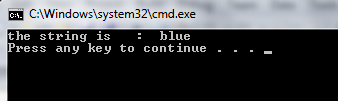 C:\Windows\system32\cmd.exe
the string is   :  blue
Press any key to continue . . . _